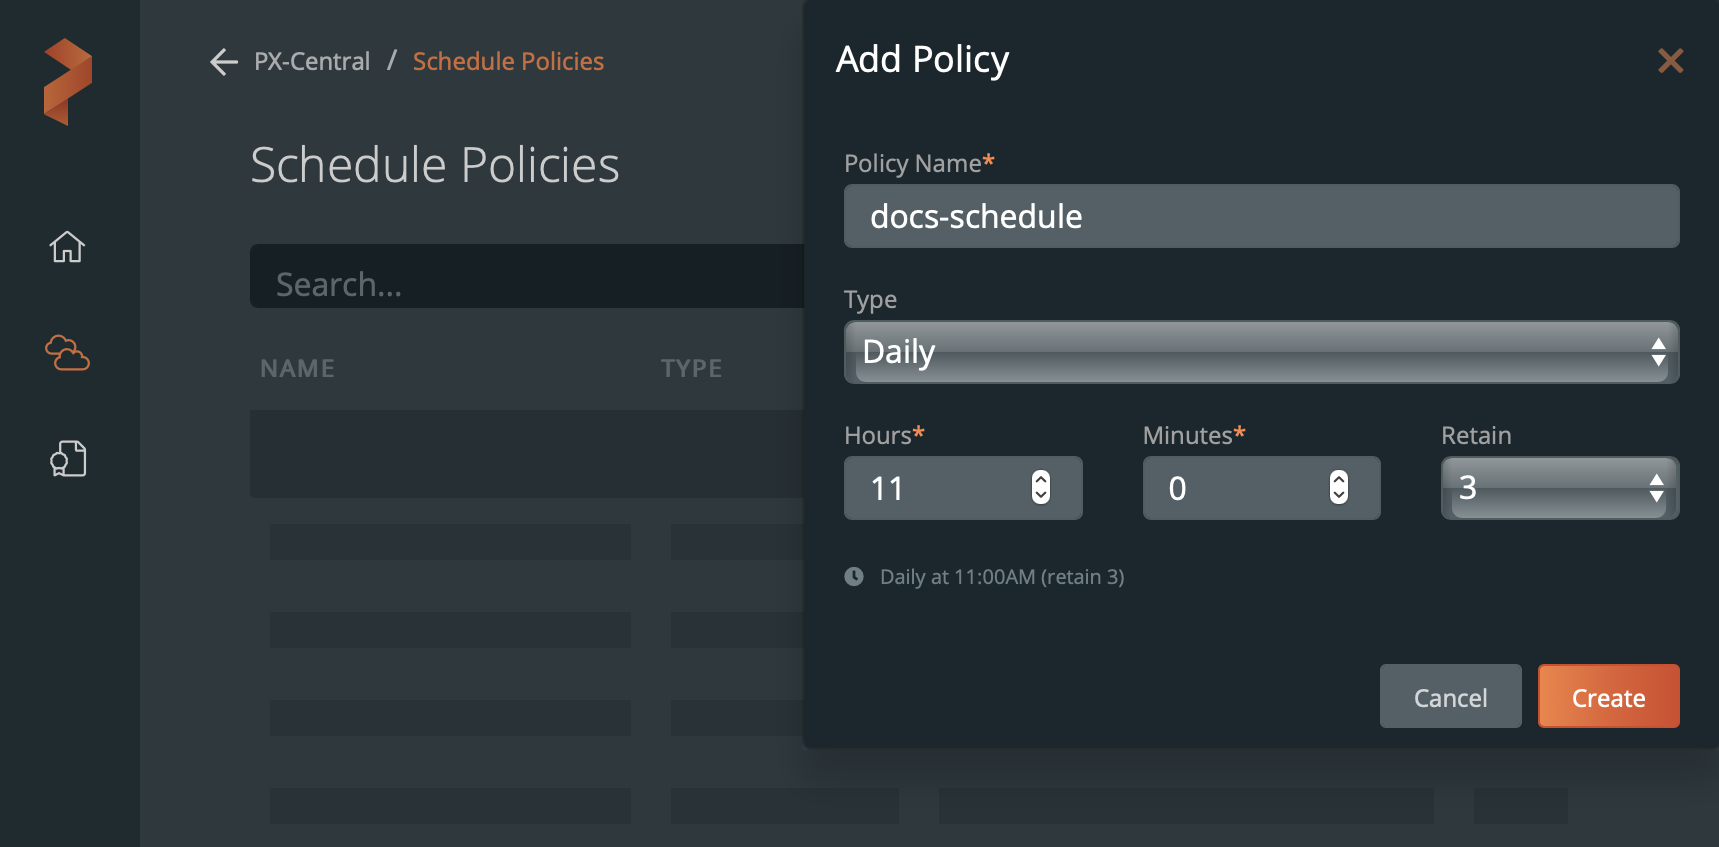 PX-Central / Schedule Policies
Schedule Policies
Search...
NAME TYPE
Add Policy
Policy Name*
docs-schedule
Type
Daily
Hours* Minutes* Retain
11 0 3
Daily at 11:00AM (retain 3)
Cancel Create